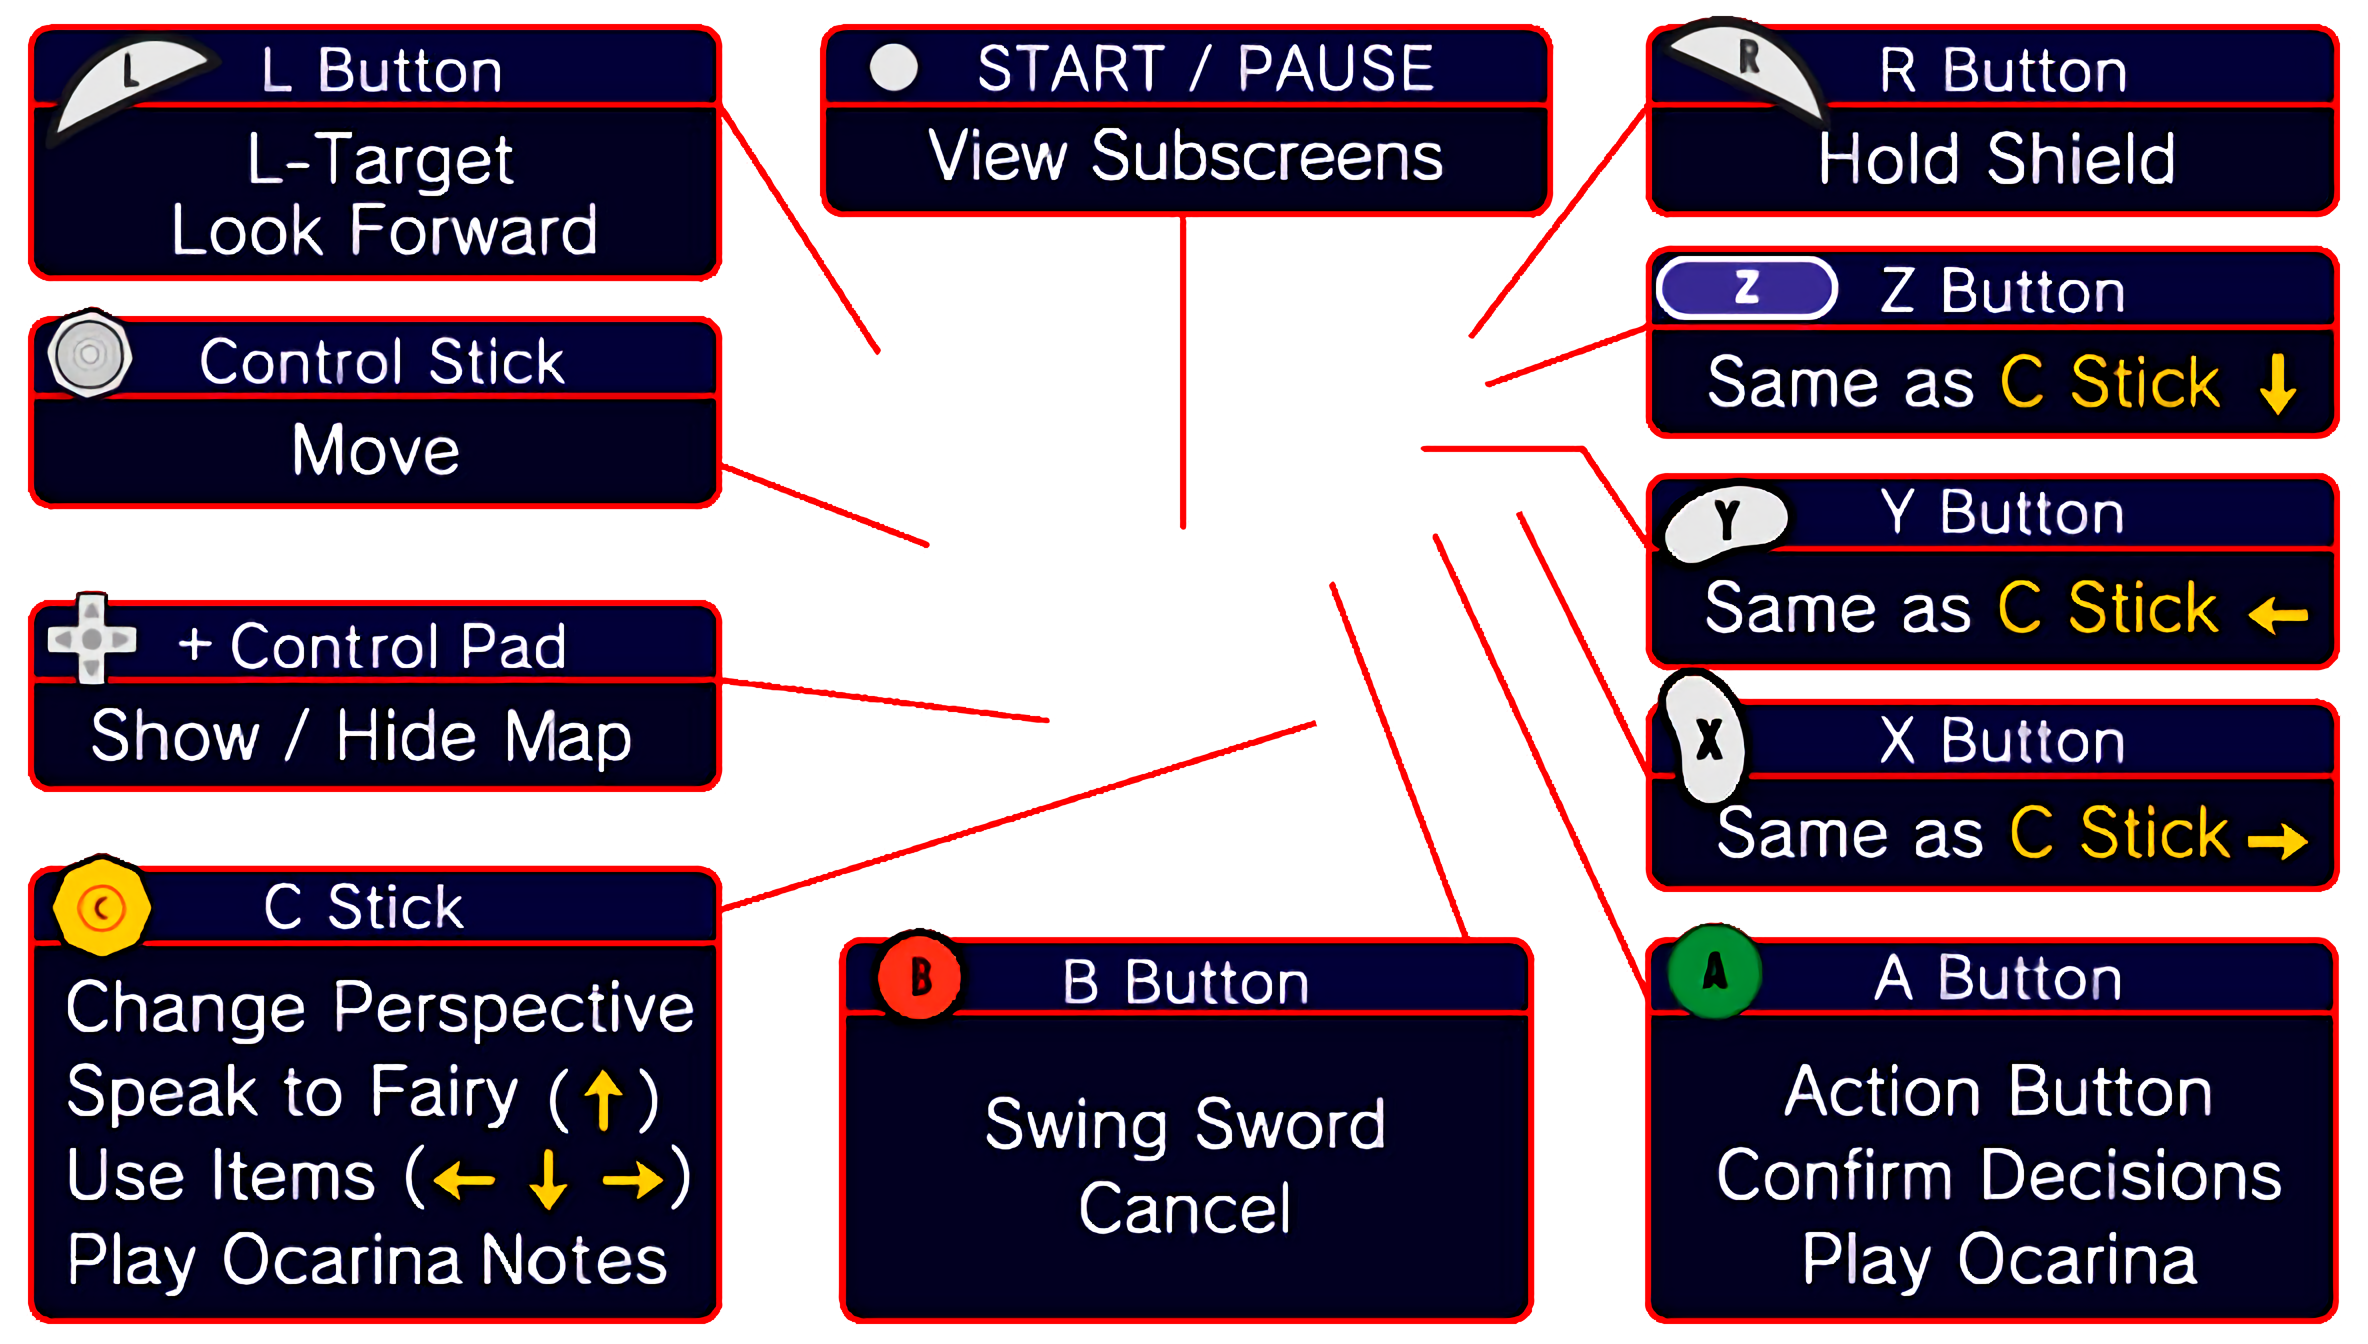 L
L Button
L-Target
Look Forward
START / PAUSE
View Subscreens
R
R Button
Hold Shield
Z
Z Button
Same as C Stick ↓
Control Stick
Move
Y
Y Button
Same as C Stick ←
+ Control Pad
Show / Hide Map
X
X Button
Same as C Stick →
C
C Stick
Change Perspective
Speak to Fairy (↑)
Use Items (← ↓ →)
Play Ocarina Notes
B
B Button
Swing Sword
Cancel
A
A Button
Action Button
Confirm Decisions
Play Ocarina